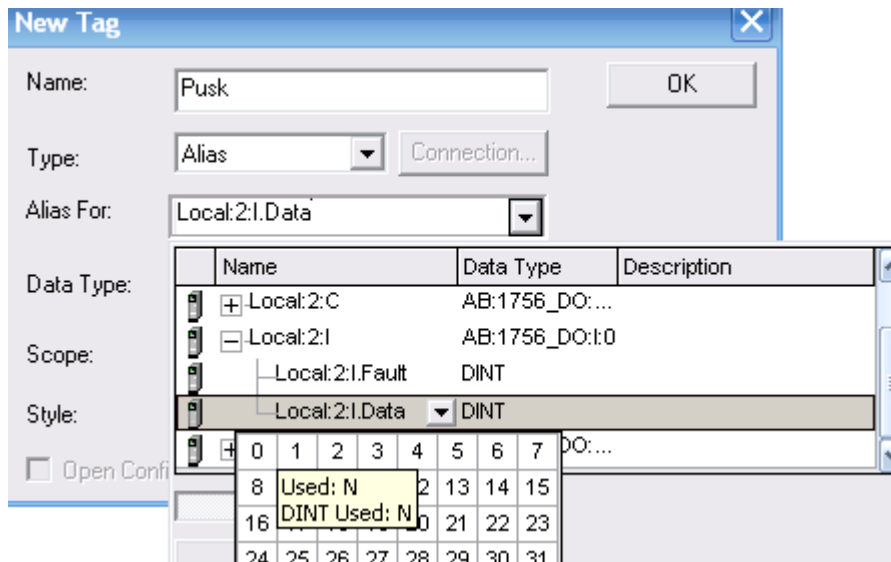 New Tag
Name: Pusk OK
Type: Alias Connection...
Alias For: Local:2:I.Data
Name Data Type Description
Data Type:
Local:2:C AB:1756_DO:...
Local:2:I AB:1756_DO:I:0
Scope:
Local:2:I.Fault DINT
Style: Local:2:I.Data DINT
DO:...
Open Confi
0 1 2 3 4 5 6 7
8 Used: N 2 13 14 15
16 DINT Used: N 20 21 22 23
24 25 26 27 28 29 30 31